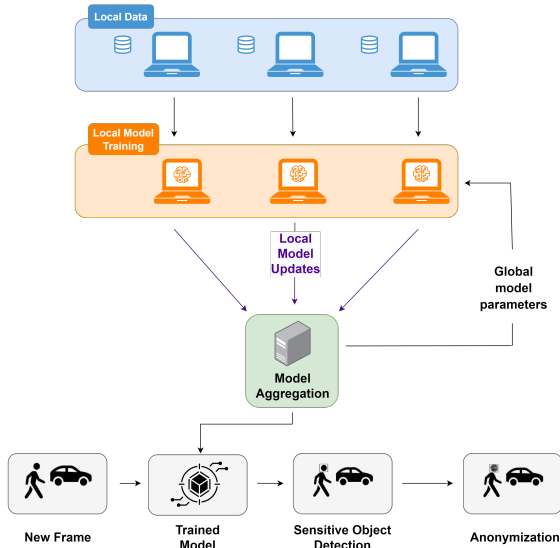 Local Data
Local Model
Training
Local
Model
Updates
Global
model
parameters
Model
Aggregation
New Frame
Trained
Model
Sensitive Object
Detection
Anonymization